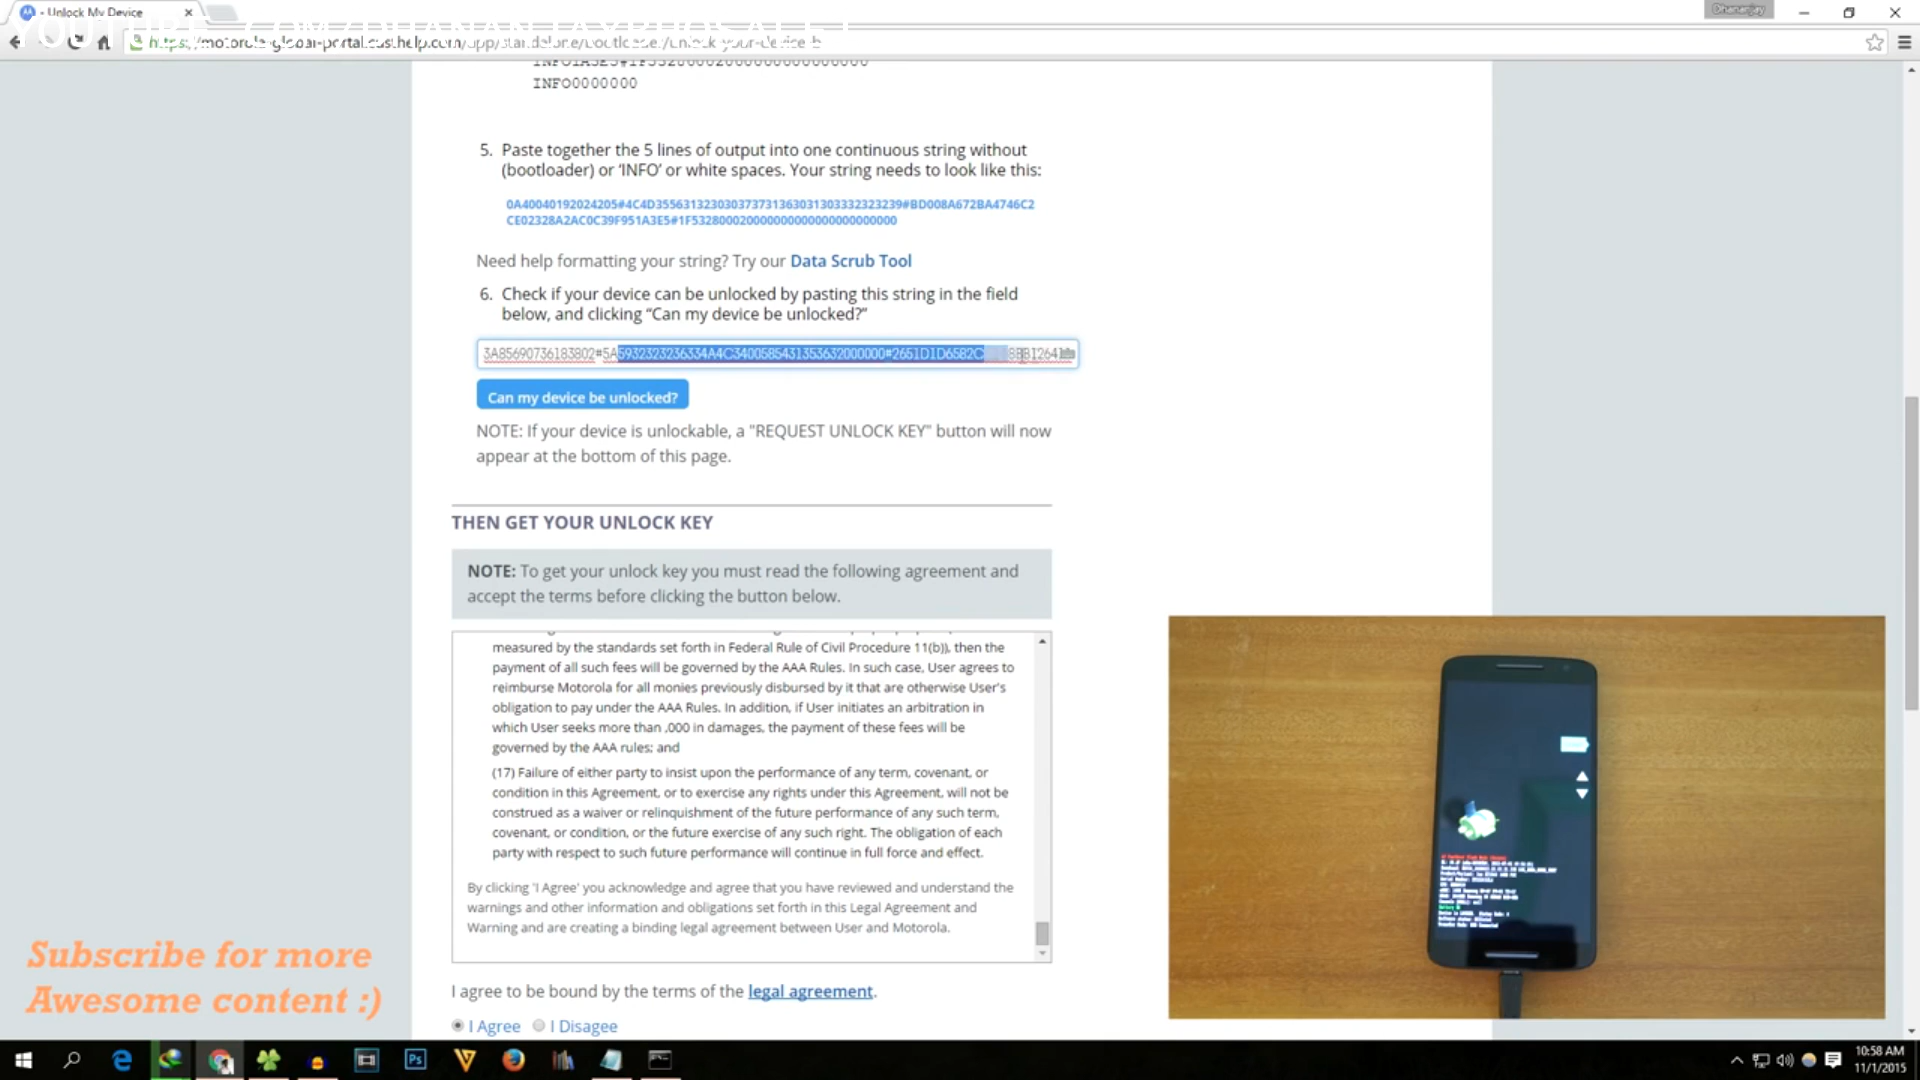 - Unlock My Device
Dhananjay
https://motorola-global-portal.custhelp.com/app/standalone/bootloader/unlock-your-device-b
INFO0000000
5. Paste together the 5 lines of output into one continuous string without
(bootloader) or ‘INFO’ or white spaces. Your string needs to look like this:
0A40040192024205#4C4D3556313230303737313630313033323239#BD008A672BA4746C2
CE02328A2AC0C39F951A3E5#1F532800020000000000000000000000
Need help formatting your string? Try our Data Scrub Tool
6. Check if your device can be unlocked by pasting this string in the field
below, and clicking “Can my device be unlocked?”
Can my device be unlocked?
NOTE: If your device is unlockable, a "REQUEST UNLOCK KEY" button will now
appear at the bottom of this page.
THEN GET YOUR UNLOCK KEY
NOTE: To get your unlock key you must read the following agreement and
accept the terms before clicking the button below.
measured by the standards set forth in Federal Rule of Civil Procedure 11(b)), then the
payment of all such fees will be governed by the AAA Rules. In such case, User agrees to
reimburse Motorola for all monies previously disbursed by it that are otherwise User's
obligation to pay under the AAA Rules. In addition, if User initiates an arbitration in
which User seeks more than ,000 in damages, the payment of these fees will be
governed by the AAA rules; and
(17) Failure of either party to insist upon the performance of any term, covenant, or
condition in this Agreement, or to exercise any rights under this Agreement, will not be
construed as a waiver or relinquishment of the future performance of any such term,
covenant, or condition, or the future exercise of any such right. The obligation of each
party with respect to such future performance will continue in full force and effect.
By clicking 'I Agree' you acknowledge and agree that you have reviewed and understand the
warnings and other information and obligations set forth in this Legal Agreement and
Warning and are creating a binding legal agreement between User and Motorola.
I agree to be bound by the terms of the legal agreement.
I Agree I Disagee
Subscribe for more
Awesome content :)
Ps
10:58 AM
11/1/2015